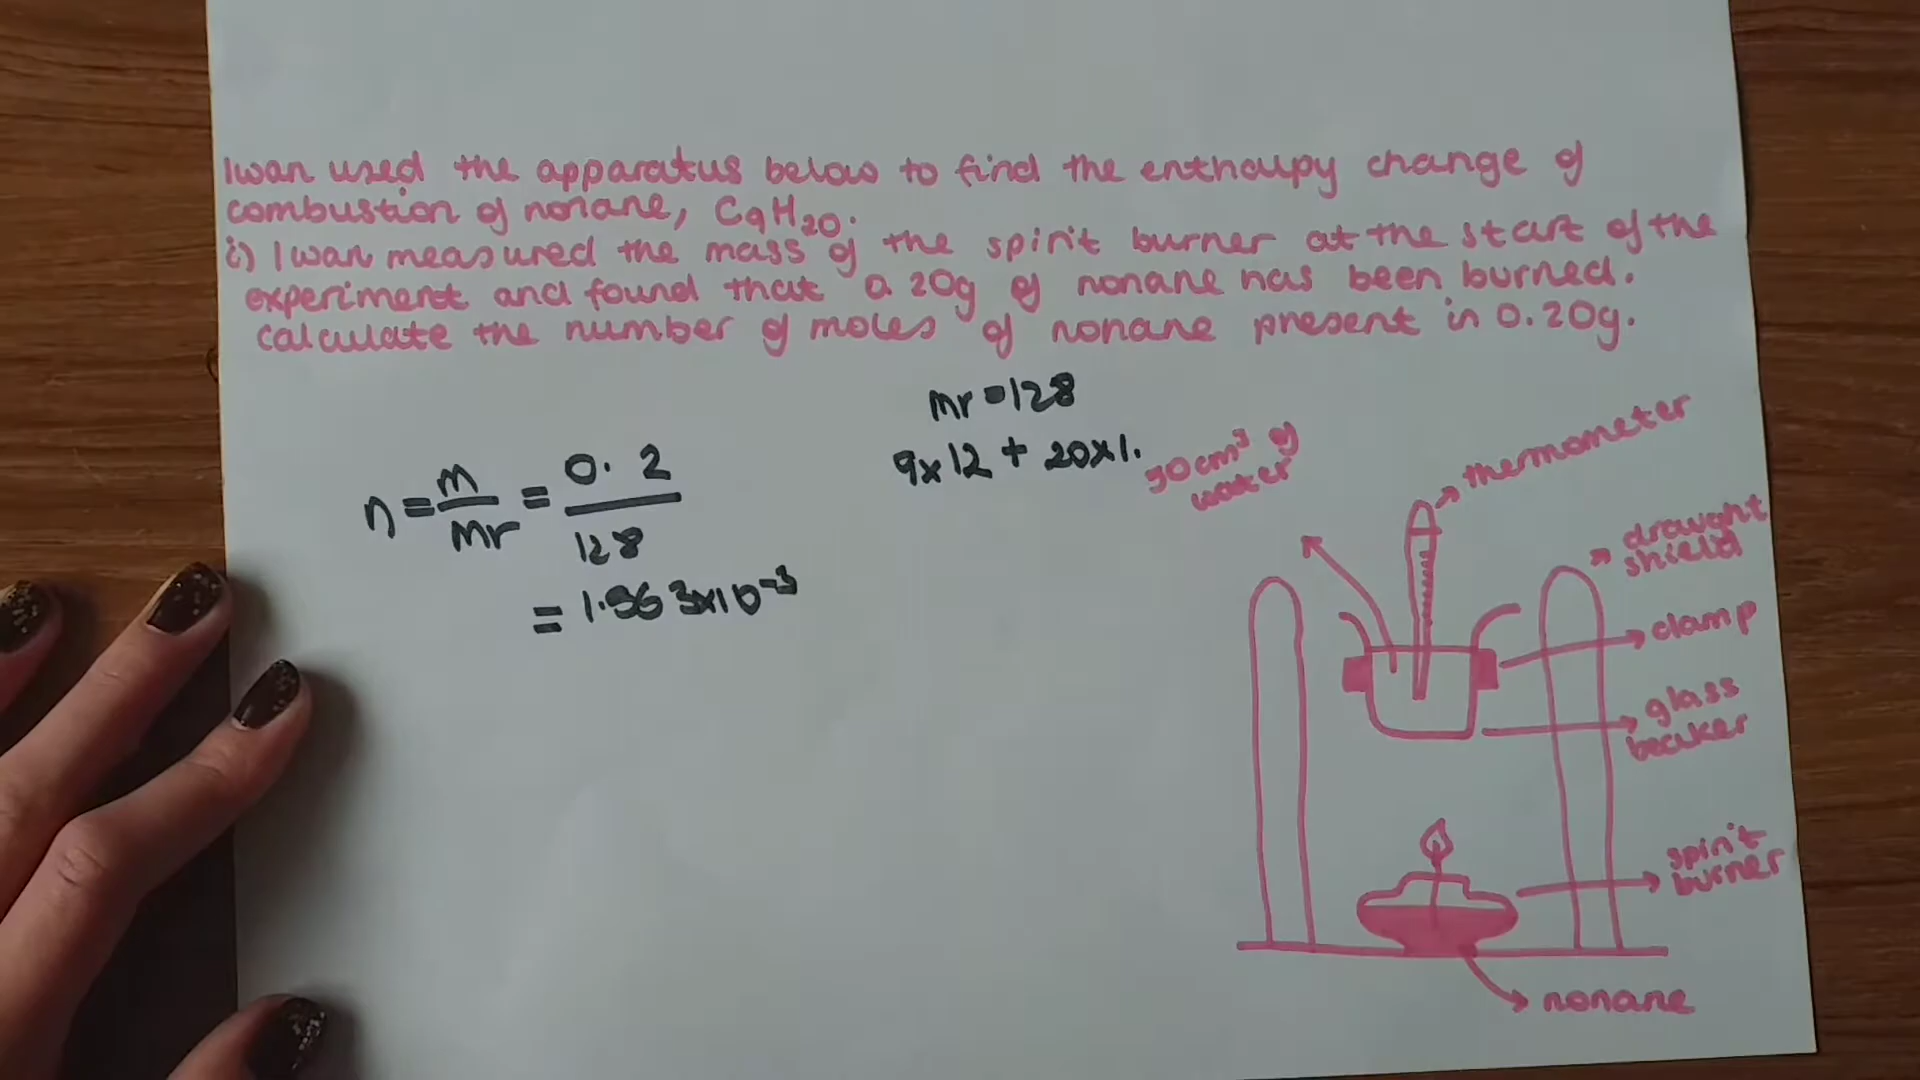 Iwan used the apparatus below to find the enthalpy change of
combustion of nonane, C9H20.
i) Iwan measured the mass of the spirit burner at the start of the
experiment and found that 0.20g of nonane has been burned.
calculate the number of moles of nonane present in 0.20g.
mr = 128
9x12 + 20x1.
n = m/mr = 0.2/128
= 1.563x10⁻³
50cm³ of
water
thermometer
draught
shield
clamp
glass
beaker
spirit
burner
nonane